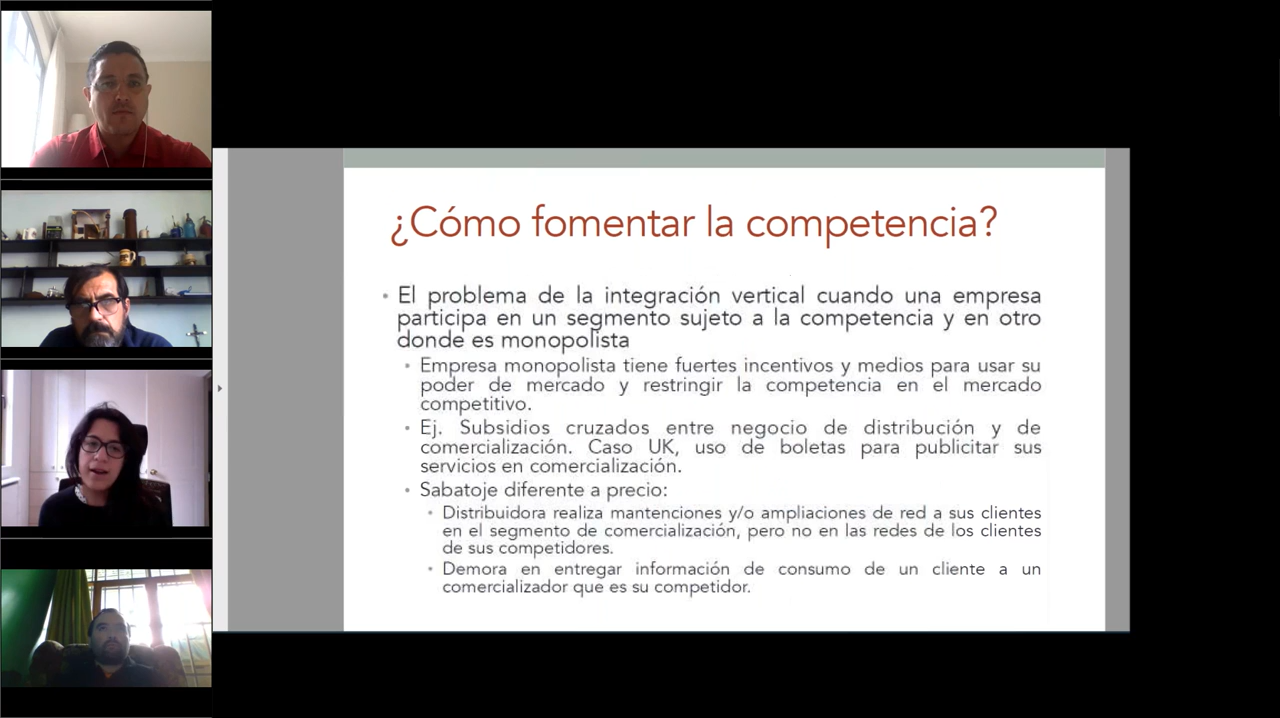 ¿Cómo fomentar la competencia?
• El problema de la integración vertical cuando una empresa
participa en un segmento sujeto a la competencia y en otro
donde es monopolista
• Empresa monopolista tiene fuertes incentivos y medios para usar su
poder de mercado y restringir la competencia en el mercado
competitivo.
• Ej. Subsidios cruzados entre negocio de distribución y de
comercialización. Caso UK, uso de boletas para publicitar sus
servicios en comercialización.
• Sabatoje diferente a precio:
• Distribuidora realiza mantenciones y/o ampliaciones de red a sus clientes
en el segmento de comercialización, pero no en las redes de los clientes
de sus competidores.
• Demora en entregar información de consumo de un cliente a un
comercializador que es su competidor.